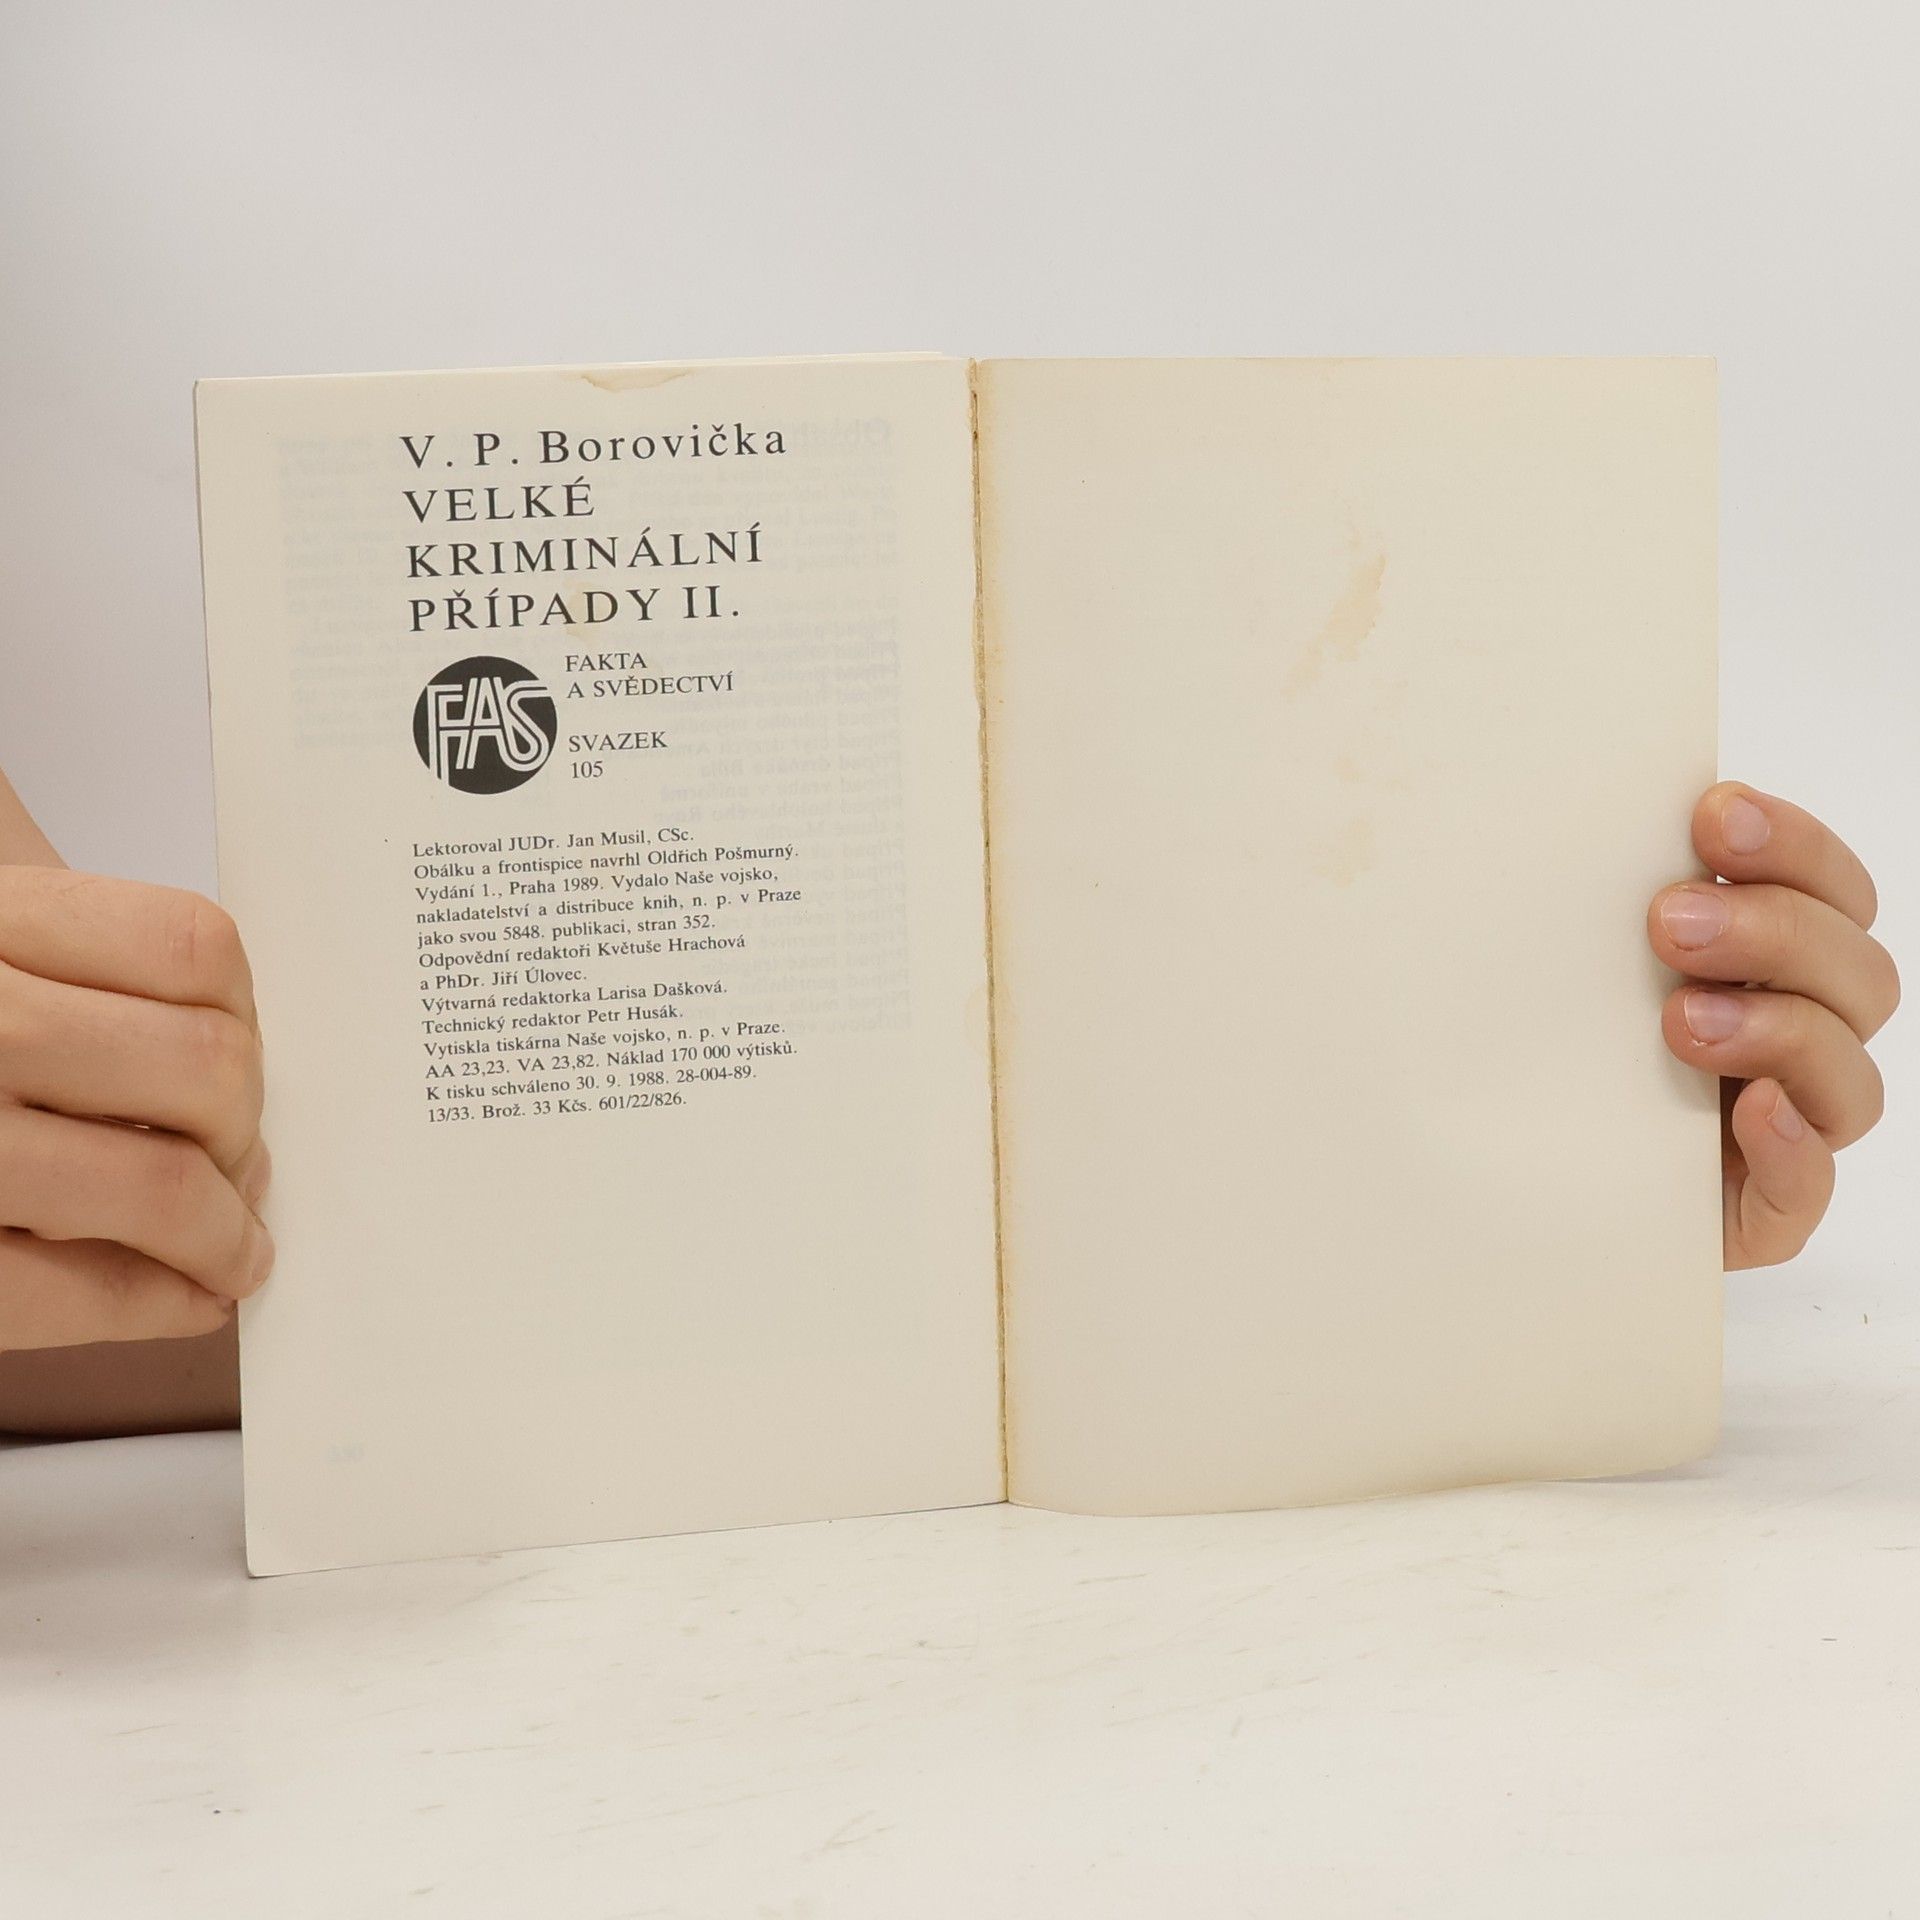 V. P. Borovička
VELKÉ
KRIMINÁLNÍ
PŘÍPADY II.
FAS
FAKTA
A SVĚDECTVÍ
SVAZEK
105
Lektoroval JUDr. Jan Musil, CSc.
Obálku a frontispice navrhl Oldřich Pošmurný.
Vydání 1., Praha 1989. Vydalo Naše vojsko,
nakladatelství a distribuce knih, n. p. v Praze
jako svou 5848. publikaci, stran 352.
Odpovědní redaktoři Květuše Hrachová
a PhDr. Jiří Úlovec.
Výtvarná redaktorka Larisa Dašková.
Technický redaktor Petr Husák.
Vytiskla tiskárna Naše vojsko, n. p. v Praze.
AA 23,23. VA 23,82. Náklad 170 000 výtisků.
K tisku schváleno 30. 9. 1988. 28-004-89.
13/33. Brož. 33 Kčs. 601/22/826.